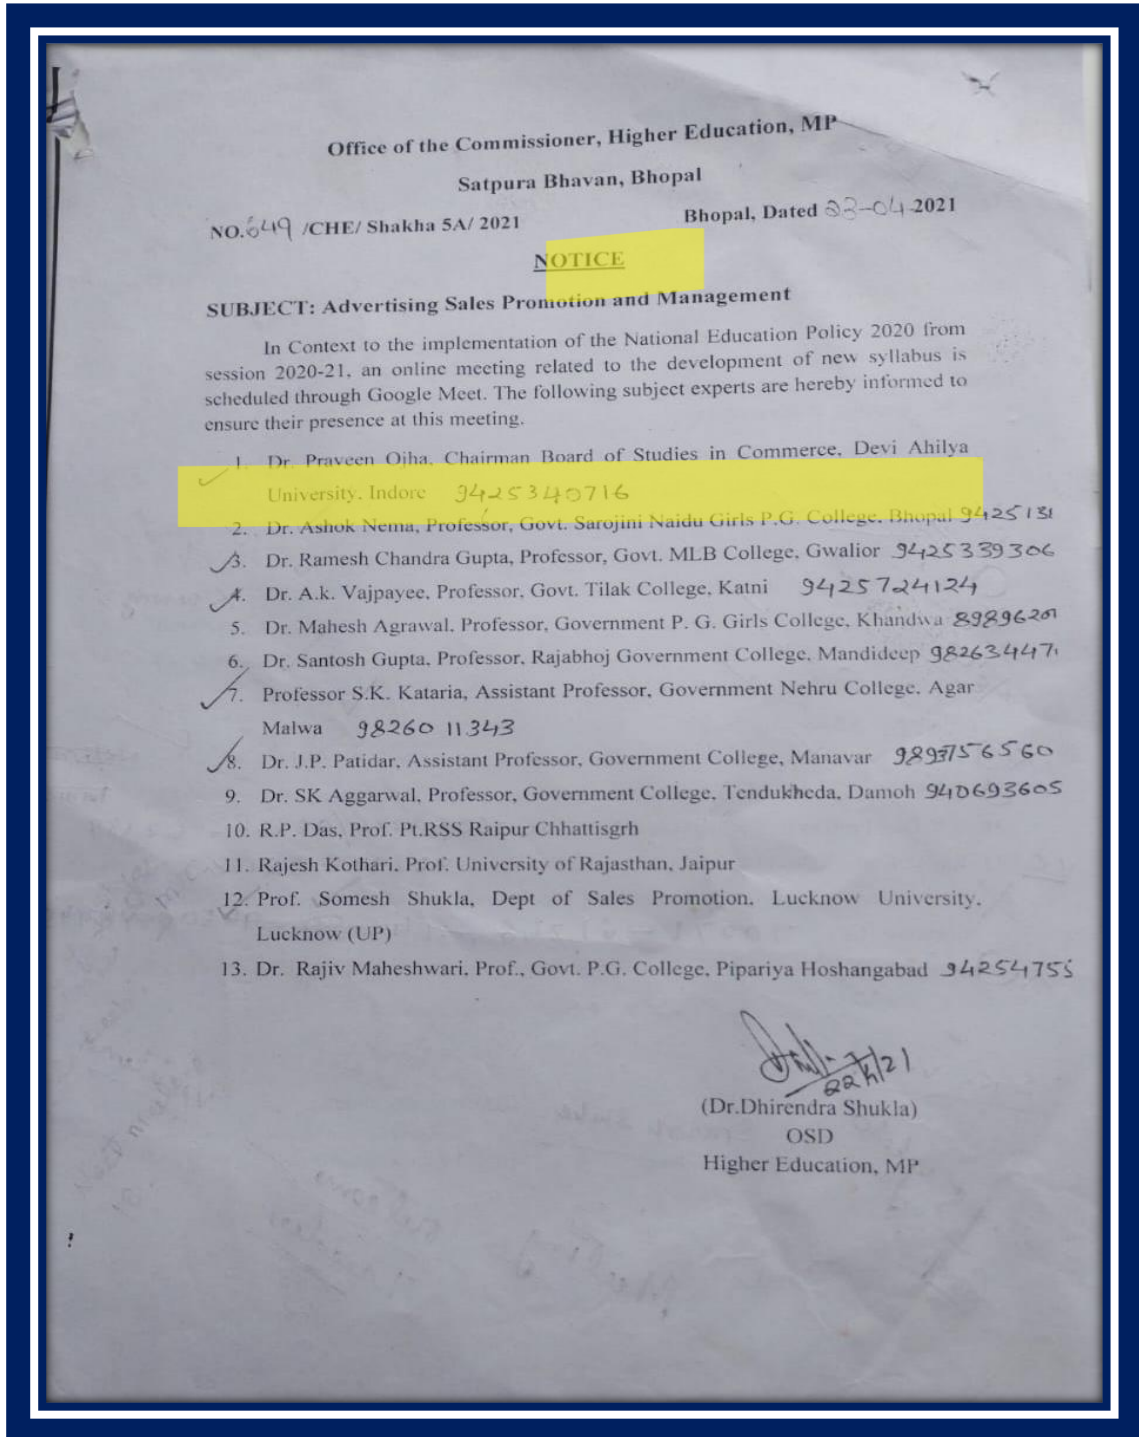 Office of the Commissioner, Higher Education, MP
Satpura Bhavan, Bhopal
NO.649 /CHE/ Shakha 5A/ 2021 Bhopal, Dated 23-04-2021
NOTICE
SUBJECT: Advertising Sales Promotion and Management
In Context to the implementation of the National Education Policy 2020 from
session 2020-21, an online meeting related to the development of new syllabus is
scheduled through Google Meet. The following subject experts are hereby informed to
ensure their presence at this meeting.
1. Dr. Praveen Ojha, Chairman Board of Studies in Commerce, Devi Ahilya
University, Indore 9425340716
2. Dr. Ashok Nema, Professor, Govt. Sarojini Naidu Girls P.G. College, Bhopal 9425131
3. Dr. Ramesh Chandra Gupta, Professor, Govt. MLB College, Gwalior 9425339306
4. Dr. A.k. Vajpayee, Professor, Govt. Tilak College, Katni 9425724124
5. Dr. Mahesh Agrawal, Professor, Government P. G. Girls College, Khandwa
6. Dr. Santosh Gupta, Professor, Rajabhoj Government College, Mandideep
7. Professor S.K. Kataria, Assistant Professor, Government Nehru College, Agar
Malwa 98260 11343
8. Dr. J.P. Patidar, Assistant Professor, Government College, Manavar
9. Dr. SK Aggarwal, Professor, Government College, Tendukheda, Damoh 940693605
10. R.P. Das, Prof. Pt.RSS Raipur Chhattisgrh
11. Rajesh Kothari, Prof. University of Rajasthan, Jaipur
12. Prof. Somesh Shukla, Dept of Sales Promotion, Lucknow University,
Lucknow (UP)
13. Dr. Rajiv Maheshwari, Prof., Govt. P.G. College, Pipariya Hoshangabad
22/4/21
(Dr.Dhirendra Shukla)
OSD
Higher Education, MP